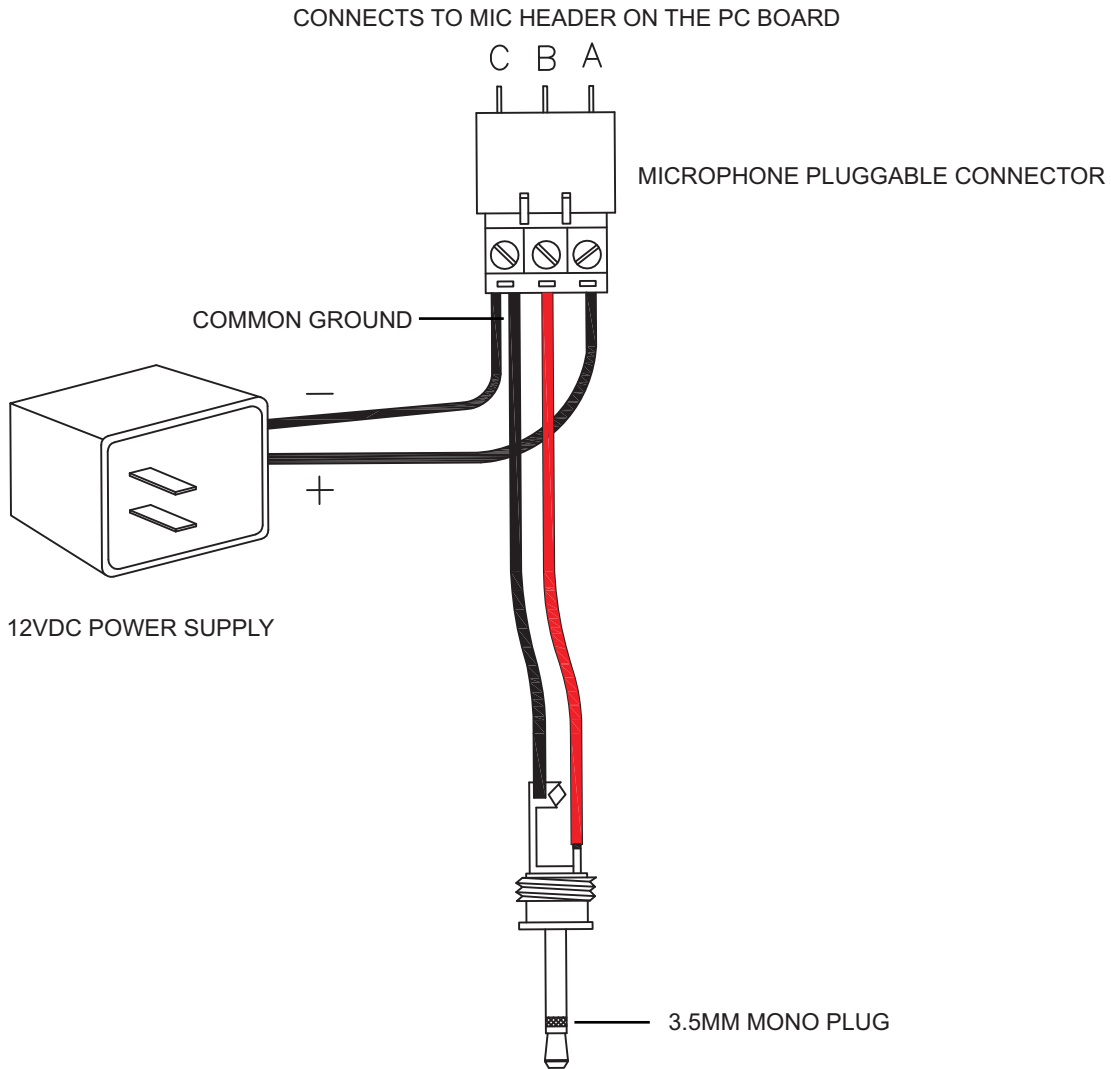 CONNECTS TO MIC HEADER ON THE PC BOARD
C B A
MICROPHONE PLUGGABLE CONNECTOR
COMMON GROUND
−
+
12VDC POWER SUPPLY
3.5MM MONO PLUG